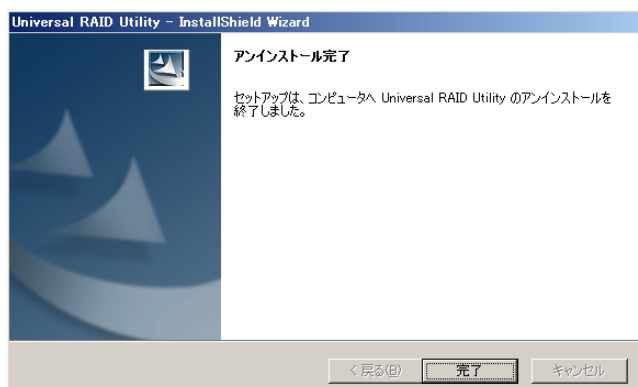 Universal RAID Utility - InstallShield Wizard
アンインストール完了
セットアップは、コンピュータへ Universal RAID Utility のアンインストールを
終了しました。
< 戻る(B)
完了
キャンセル